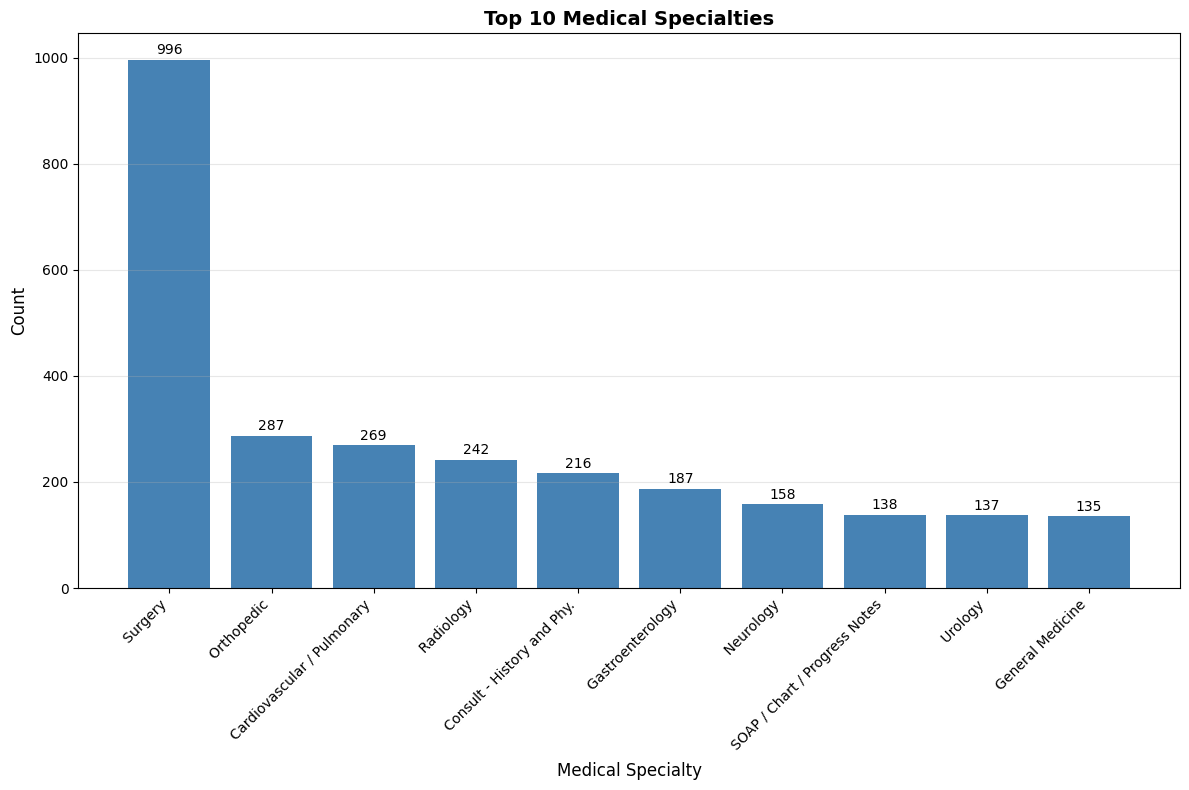 Top 10 Medical Specialties
Count
1000
800
600
400
200
0
996
287
269
242
216
187
158
138
137
135
Surgery
Orthopedic
Cardiovascular / Pulmonary
Radiology
Consult - History and Phy.
Gastroenterology
Neurology
SOAP / Chart / Progress Notes
Urology
General Medicine
Medical Specialty